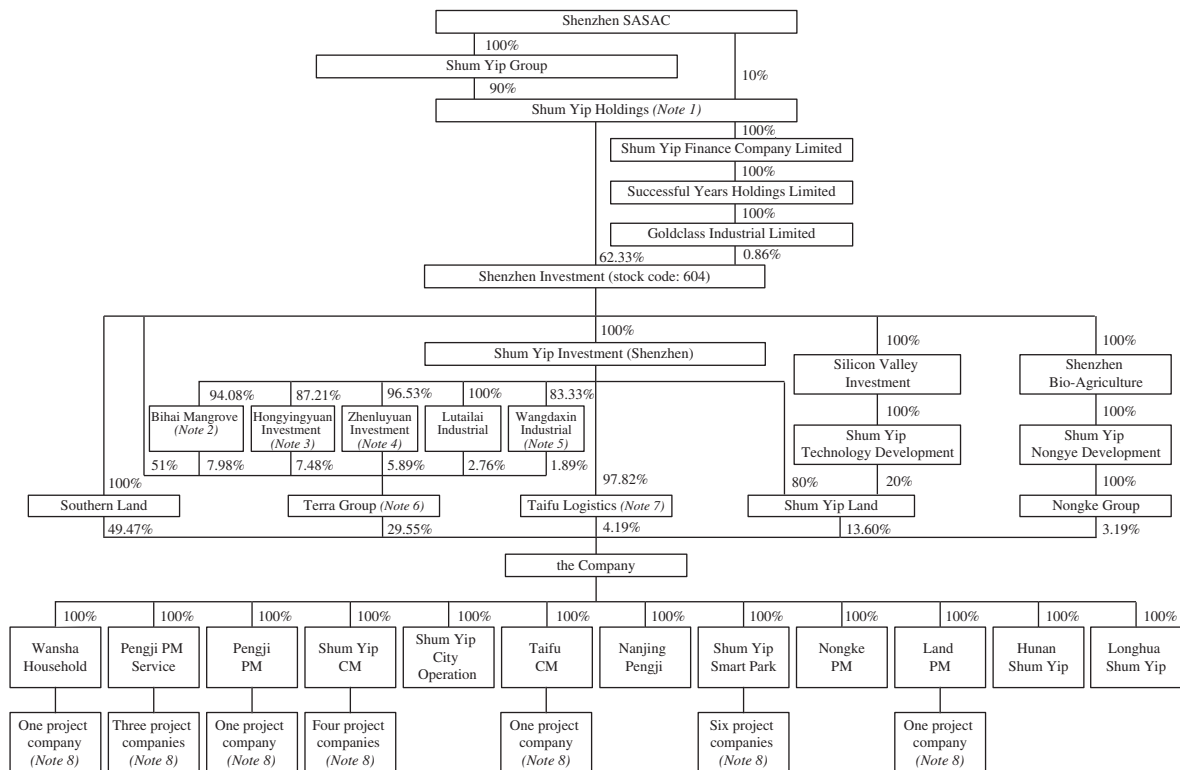 Shenzhen SASAC
100%
Shum Yip Group
10%
90%
Shum Yip Holdings (Note 1)
100%
Shum Yip Finance Company Limited
100%
Successful Years Holdings Limited
100%
Goldclass Industrial Limited
62.33%
0.86%
Shenzhen Investment (stock code: 604)
100%
100%
100%
Shum Yip Investment (Shenzhen)
Silicon Valley
Investment
Shenzhen
Bio-Agriculture
94.08%
87.21%
96.53%
100%
83.33%
Bihai Mangrove
(Note 2)
Hongyingyuan
Investment
(Note 3)
Zhenluyuan
Investment
(Note 4)
Lutailai
Industrial
Wangdaxin
Industrial
(Note 5)
100%
100%
Shum Yip
Technology Development
Shum Yip
Nongye Development
51%
7.98%
7.48%
5.89%
2.76%
1.89%
100%
97.82%
80%
20%
100%
Southern Land
Terra Group (Note 6)
Taifu Logistics (Note 7)
Shum Yip Land
Nongke Group
49.47%
29.55%
4.19%
13.60%
3.19%
the Company
100%
100%
100%
100%
100%
100%
100%
100%
100%
100%
100%
100%
Wansha
Household
Pengji PM
Service
Pengji
PM
Shum Yip
CM
Shum Yip
City
Operation
Taifu
CM
Nanjing
Pengji
Shum Yip
Smart Park
Nongke
PM
Land
PM
Hunan
Shum Yip
Longhua
Shum Yip
One project
company
(Note 8)
Three project
companies
(Note 8)
One project
company
(Note 8)
Four project
companies
(Note 8)
One project
company
(Note 8)
Six project
companies
(Note 8)
One project
company
(Note 8)